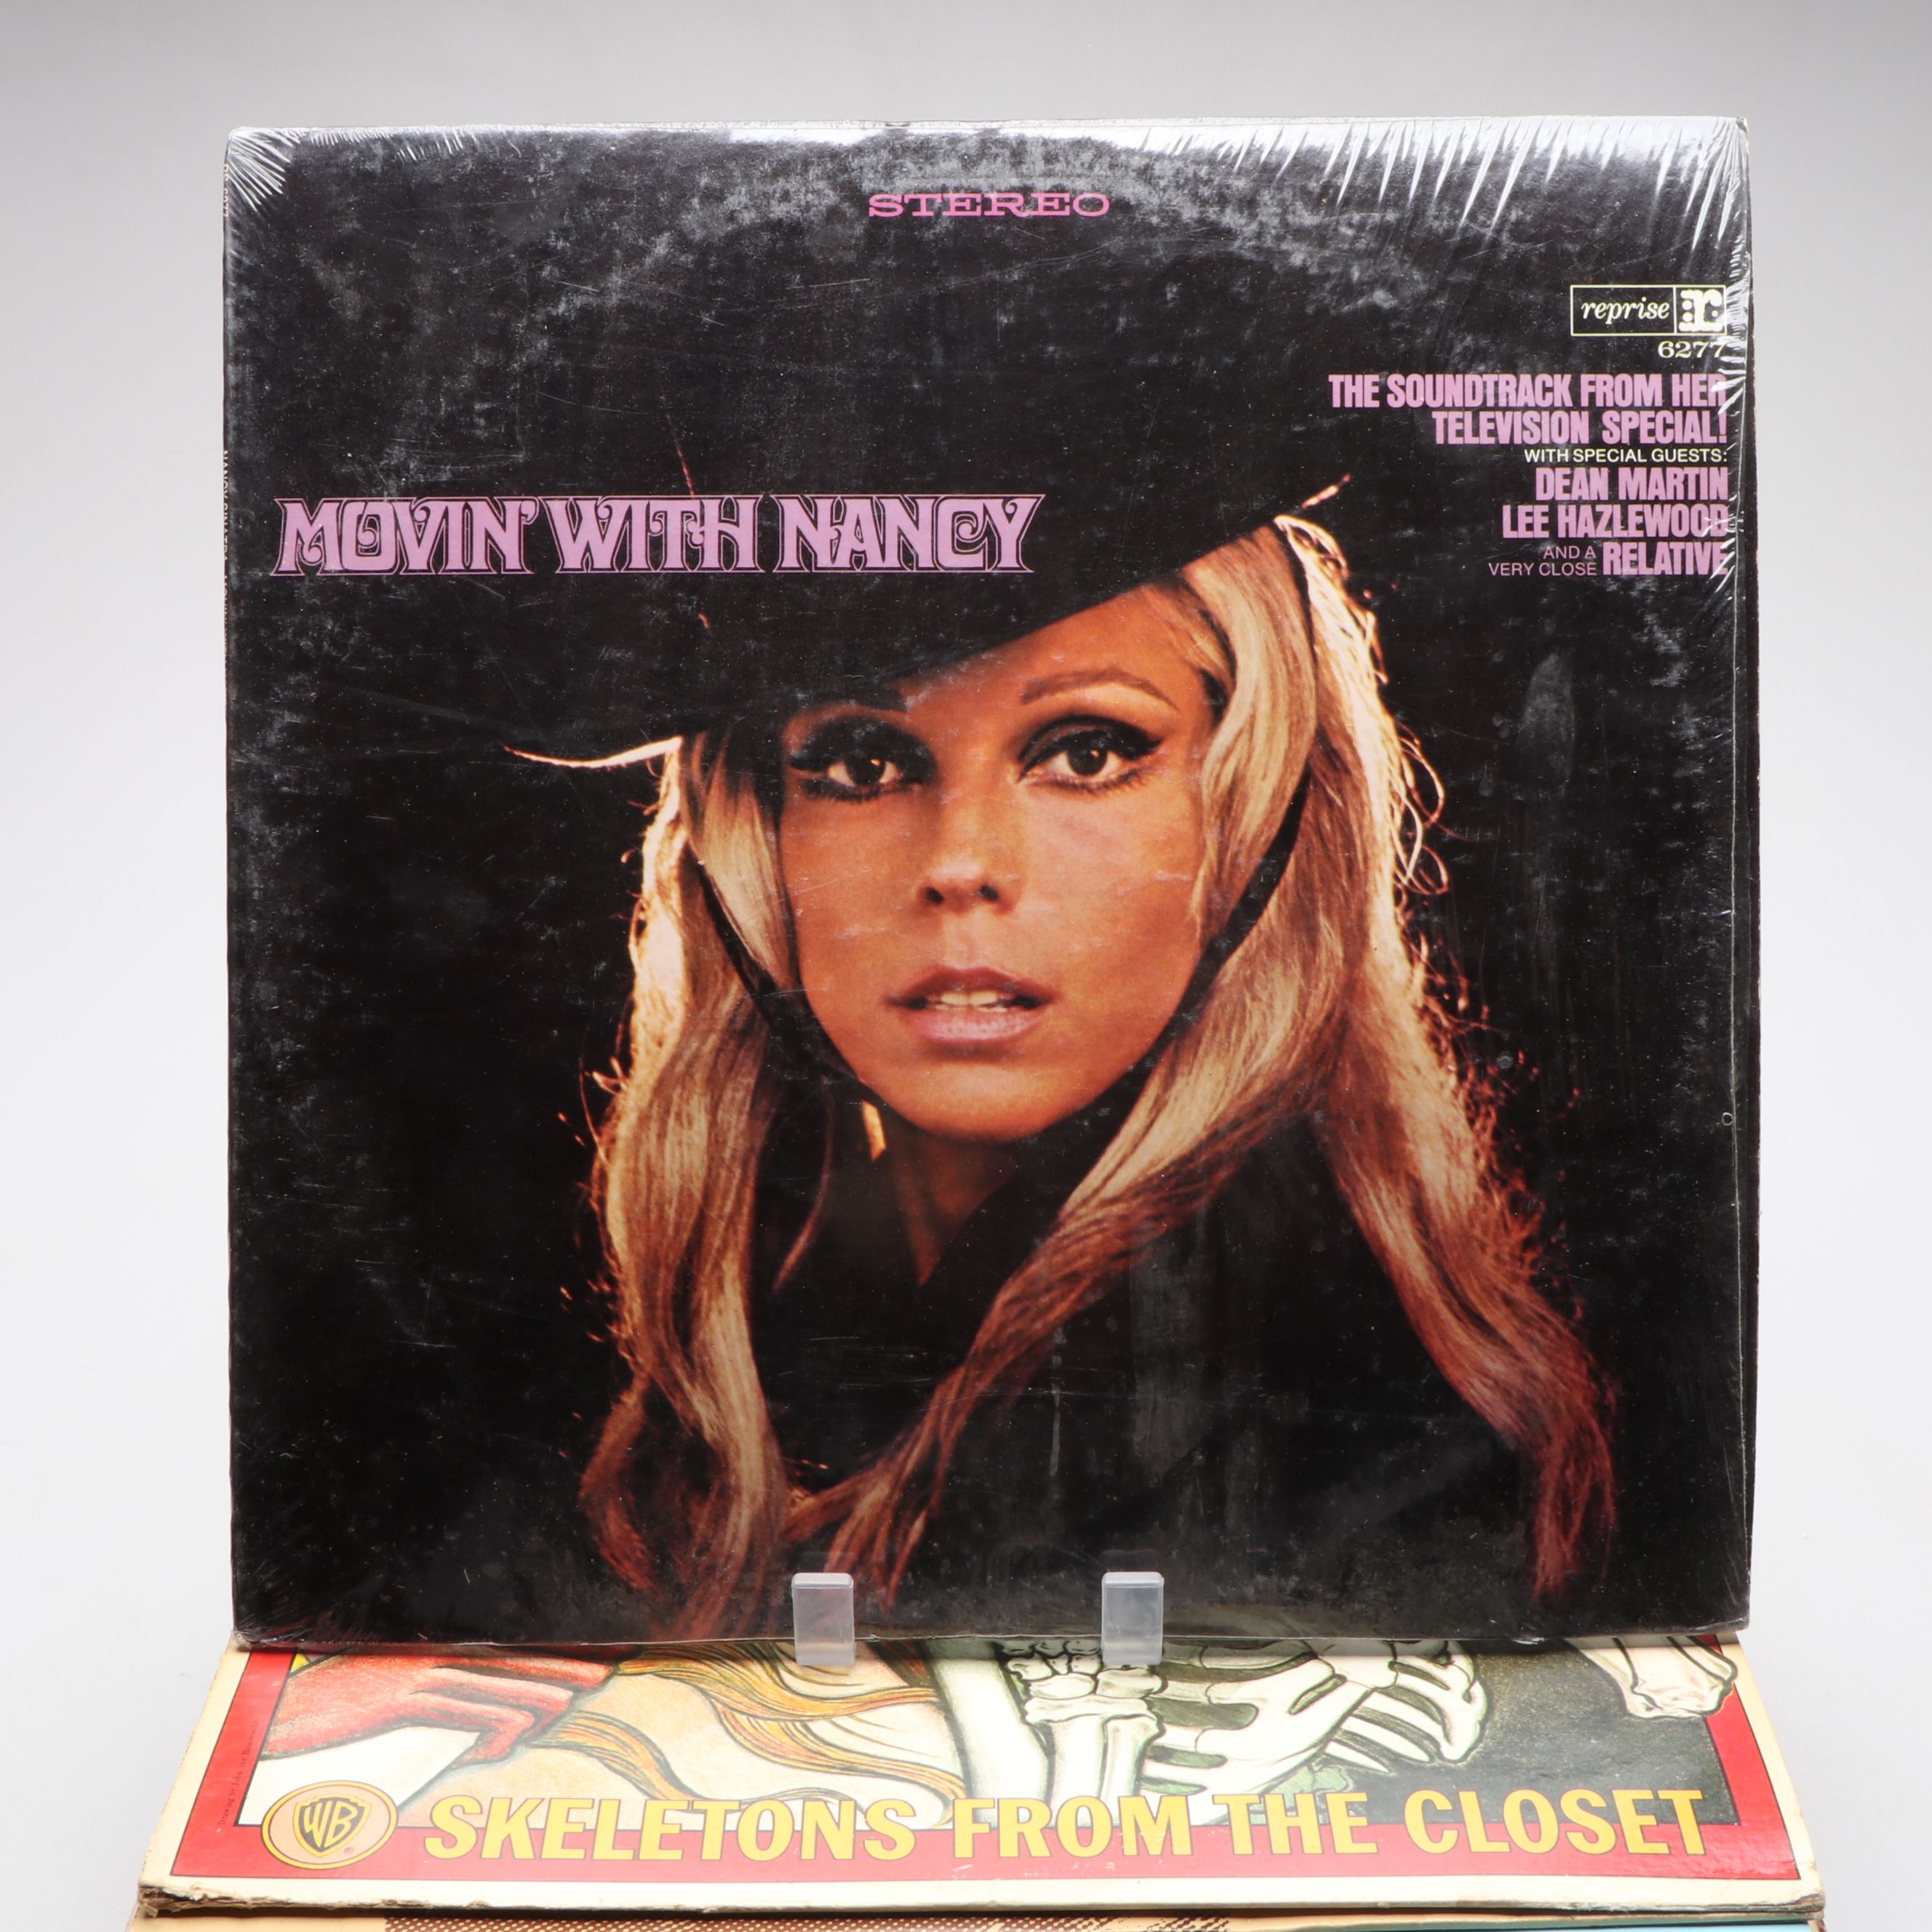 STEREO
reprise r:
6277
THE SOUNDTRACK FROM HER
TELEVISION SPECIAL!
WITH SPECIAL GUESTS:
DEAN MARTIN
LEE HAZLEWOOD
AND A
VERY CLOSE RELATIVE
MOVIN' WITH NANCY
WB
SKELETONS FROM THE CLOSET